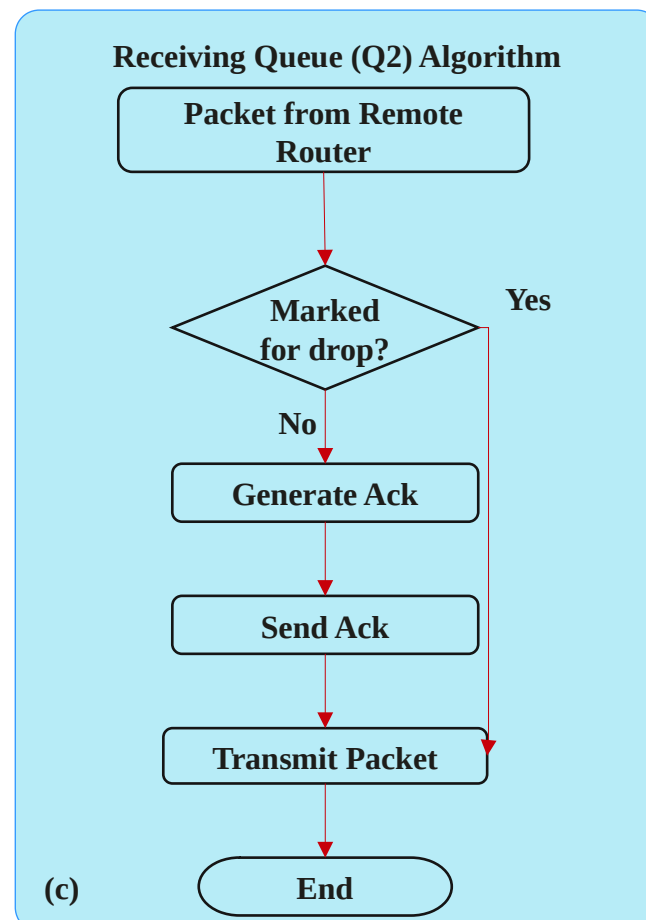 Receiving Queue (Q2) Algorithm
Packet from Remote
Router
Marked
for drop?
Yes
No
Generate Ack
Send Ack
Transmit Packet
End
(c)